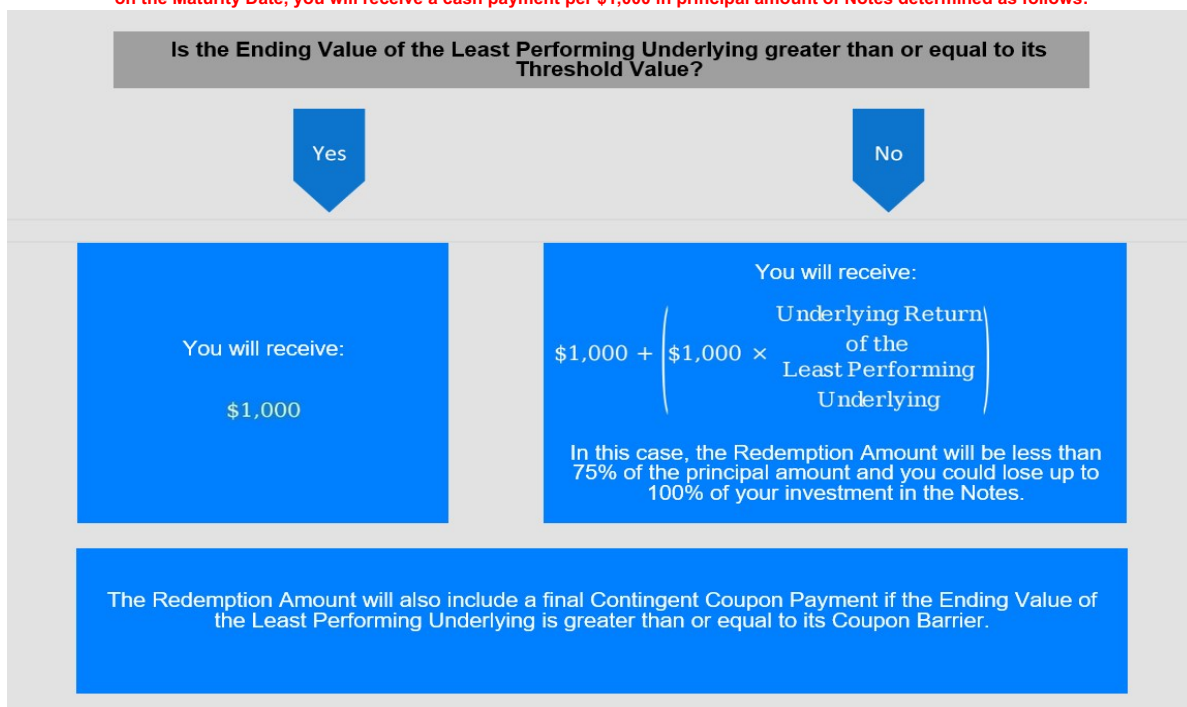 on the Maturity Date, you will receive a cash payment per $1,000 in principal amount of Notes determined as follows:
Is the Ending Value of the Least Performing Underlying greater than or equal to its
Threshold Value?
Yes
No
You will receive:
$1,000
You will receive:
$1,000 + ($1,000 × Underlying Return
of the
Least Performing
Underlying)
In this case, the Redemption Amount will be less than
75% of the principal amount and you could lose up to
100% of your investment in the Notes.
The Redemption Amount will also include a final Contingent Coupon Payment if the Ending Value of
the Least Performing Underlying is greater than or equal to its Coupon Barrier.